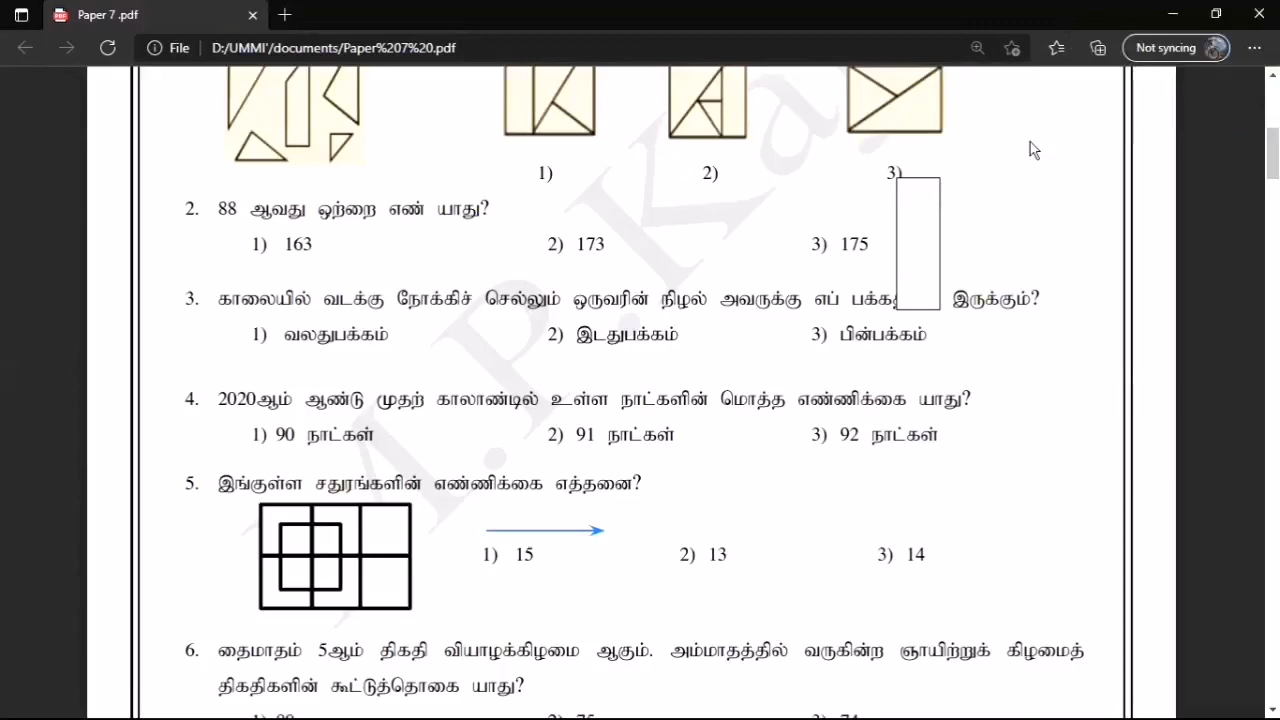 Paper 7 .pdf
File D:/UMMI'/documents/Paper%207%20.pdf Not syncing
1) 2) 3)
2. 88 ஆவது ஒற்றை எண் யாது?
1) 163 2) 173 3) 175
3. காலையில் வடக்கு நோக்கிச் செல்லும் ஒருவரின் நிழல் அவருக்கு எப் இருக்கும்?
1) வலதுபக்கம் 2) இடதுபக்கம் 3) பின்பக்கம்
4. 2020ஆம் ஆண்டு முதற் காலாண்டில் உள்ள நாட்களின் மொத்த எண்ணிக்கை யாது?
1) 90 நாட்கள் 2) 91 நாட்கள் 3) 92 நாட்கள்
5. இங்குள்ள சதுரங்களின் எண்ணிக்கை எத்தனை?
1) 15 2) 13 3) 14
6. தைமாதம் 5ஆம் திகதி வியாழக்கிழமை ஆகும். அம்மாதத்தில் வருகின்ற ஞாயிற்றுக் கிழமைத்
திகதிகளின் கூட்டுத்தொகை யாது?